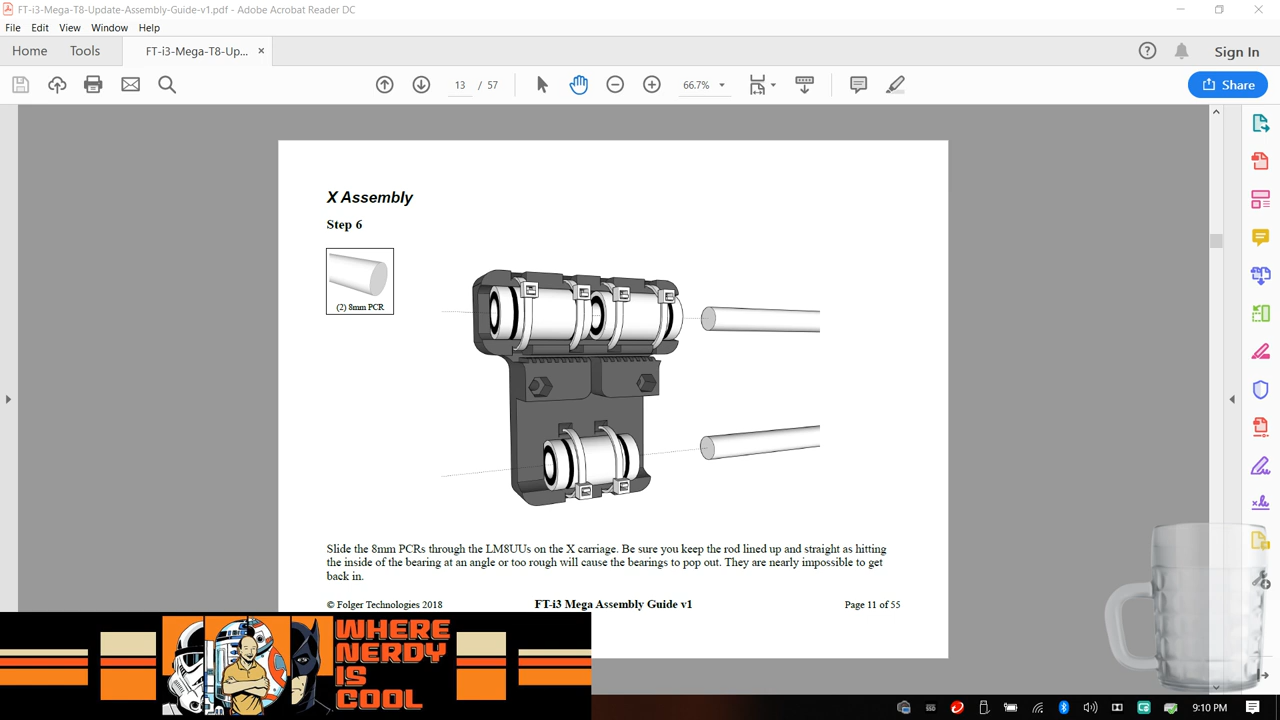 FT-i3-Mega-T8-Update-Assembly-Guide-v1.pdf - Adobe Acrobat Reader DC
File Edit View Window Help
Home Tools FT-i3-Mega-T8-Up... × Sign In
13 / 57 66.7% Share
X Assembly
Step 6
(2) 8mm PCR
Slide the 8mm PCRs through the LM8UUs on the X carriage. Be sure you keep the rod lined up and straight as hitting
the inside of the bearing at an angle or too rough will cause the bearings to pop out. They are nearly impossible to get
back in.
© Folger Technologies 2018 FT-i3 Mega Assembly Guide v1 Page 11 of 55
WHERE
NERDY
IS
COOL
9:10 PM